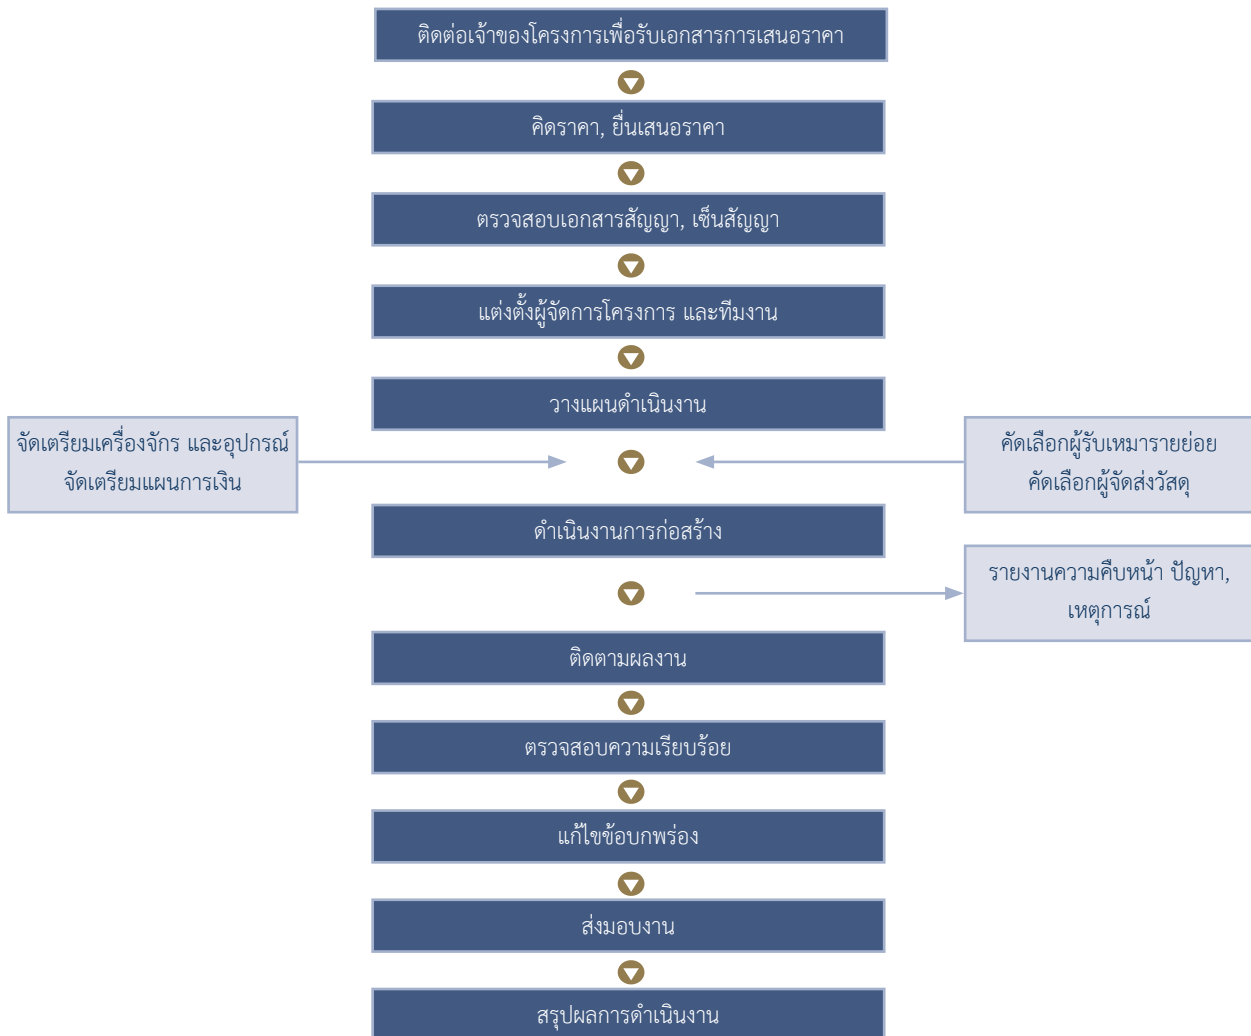 ติดต่อเจ้าของโครงการเพื่อรับเอกสารการเสนอราคา
คิดราคา, ยื่นเสนอราคา
ตรวจสอบเอกสารสัญญา, เซ็นสัญญา
แต่งตั้งผู้จัดการโครงการ และทีมงาน
วางแผนดำเนินงาน
จัดเตรียมเครื่องจักร และอุปกรณ์
จัดเตรียมแผนการเงิน
คัดเลือกผู้รับเหมารายย่อย
คัดเลือกผู้จัดส่งวัสดุ
ดำเนินงานการก่อสร้าง
รายงานความคืบหน้า ปัญหา,
เหตุการณ์
ติดตามผลงาน
ตรวจสอบความเรียบร้อย
แก้ไขข้อบกพร่อง
ส่งมอบงาน
สรุปผลการดำเนินงาน